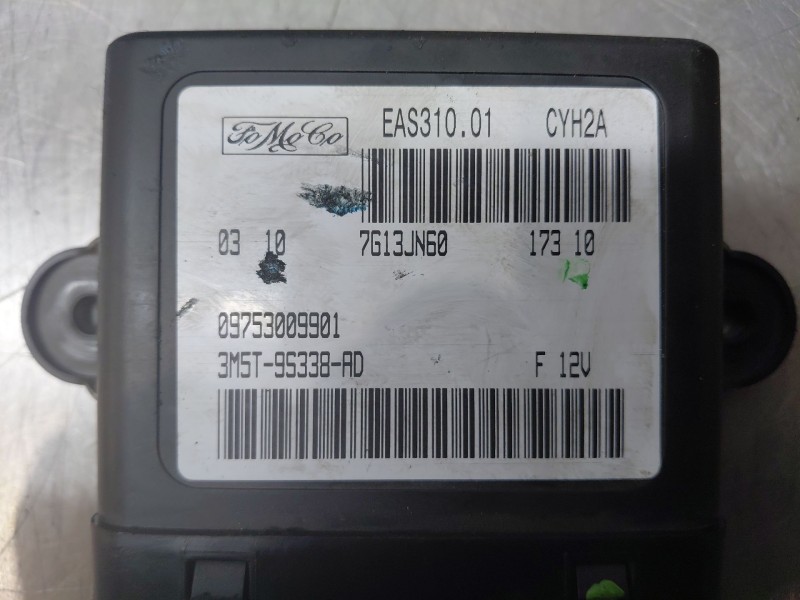 FoMoCo EAS310.01 CYH2A
03 10 7G13JN60 173 10
09753009901
3M5T-9S338-AD F 12V